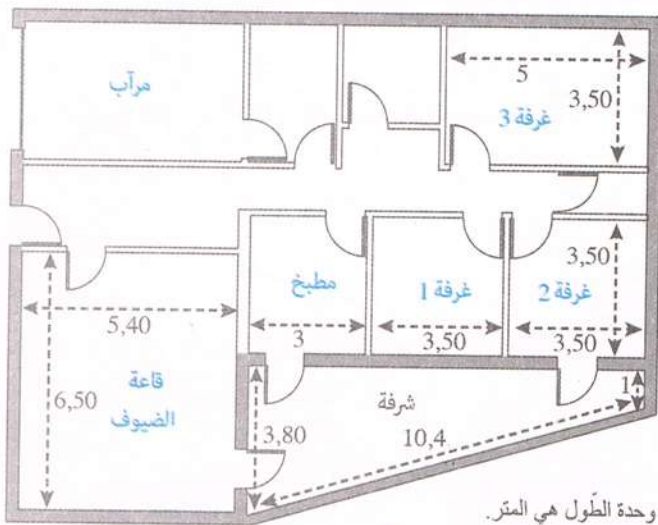 مرآب
5
غرفة 3
3,50
3,50
مطبخ
غرفة 1
غرفة 2
3
3,50
3,50
5,40
قاعة
الضيوف
6,50
شرفة
1
3,80
10,4
وحدة الطّول هي المتر.